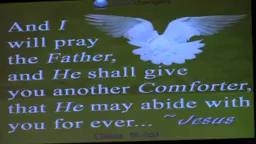 And I
will pray
the Father,
and He shall give
you another Comforter,
that He may abide with
you for ever... ~Jesus